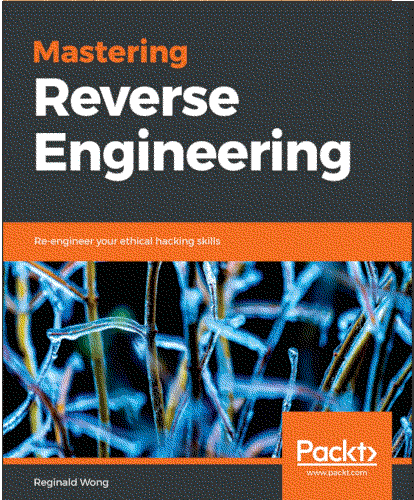 Mastering
Reverse
Engineering
Re-engineer your ethical hacking skills
Packt>
www.packt.com
Reginald Wong